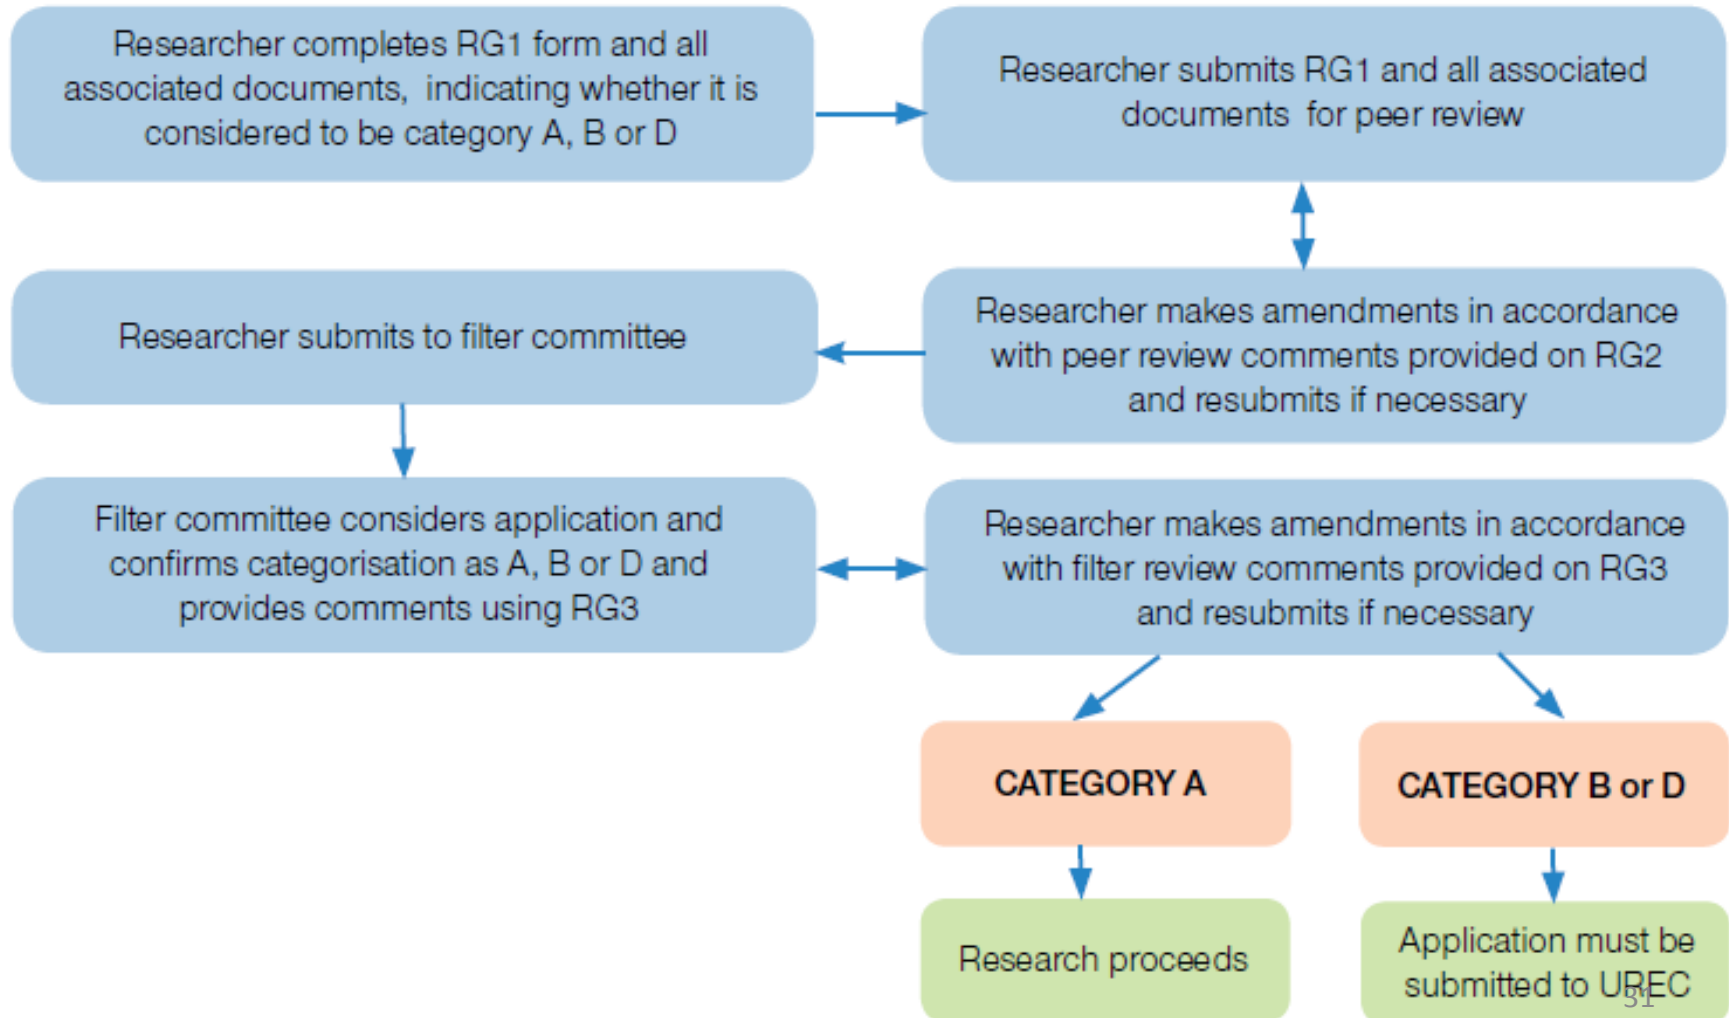 Researcher completes RG1 form and all
associated documents, indicating whether it is
considered to be category A, B or D
Researcher submits RG1 and all associated
documents for peer review
Researcher makes amendments in accordance
with peer review comments provided on RG2
and resubmits if necessary
Researcher submits to filter committee
Filter committee considers application and
confirms categorisation as A, B or D and
provides comments using RG3
Researcher makes amendments in accordance
with filter review comments provided on RG3
and resubmits if necessary
CATEGORY A
CATEGORY B or D
Research proceeds
Application must be
submitted to UREC
31